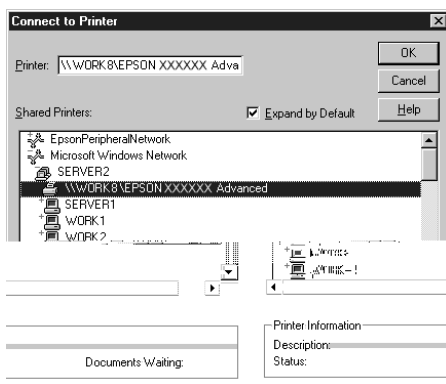 Connect to Printer
Printer: \\WORK8\EPSON XXXXXX Adva
OK
Cancel
Help
Shared Printers:
Expand by Default
EpsonPeripheralNetwork
Microsoft Windows Network
SERVER2
\\WORK8\EPSON XXXXXX Advanced
SERVER1
WORK1
WORK2
Printer Information
Description:
Documents Waiting:
Status: